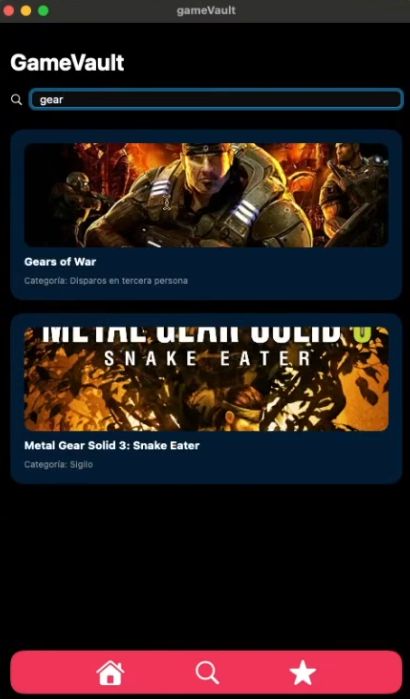 gameVault
GameVault
gear
Gears of War
Categoría: Disparos en tercera persona
METAL GEAR SOLID 3
SNAKE EATER
Metal Gear Solid 3: Snake Eater
Categoría: Sigilo